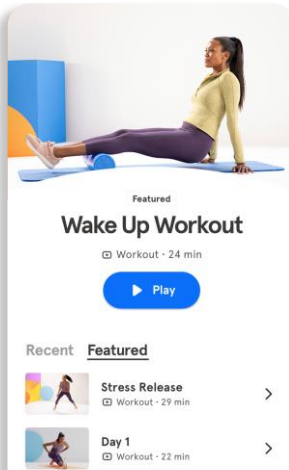 Featured
Wake Up Workout
Workout · 24 min
Play
Recent Featured
Stress Release
Workout · 29 min
Day 1
Workout · 22 min